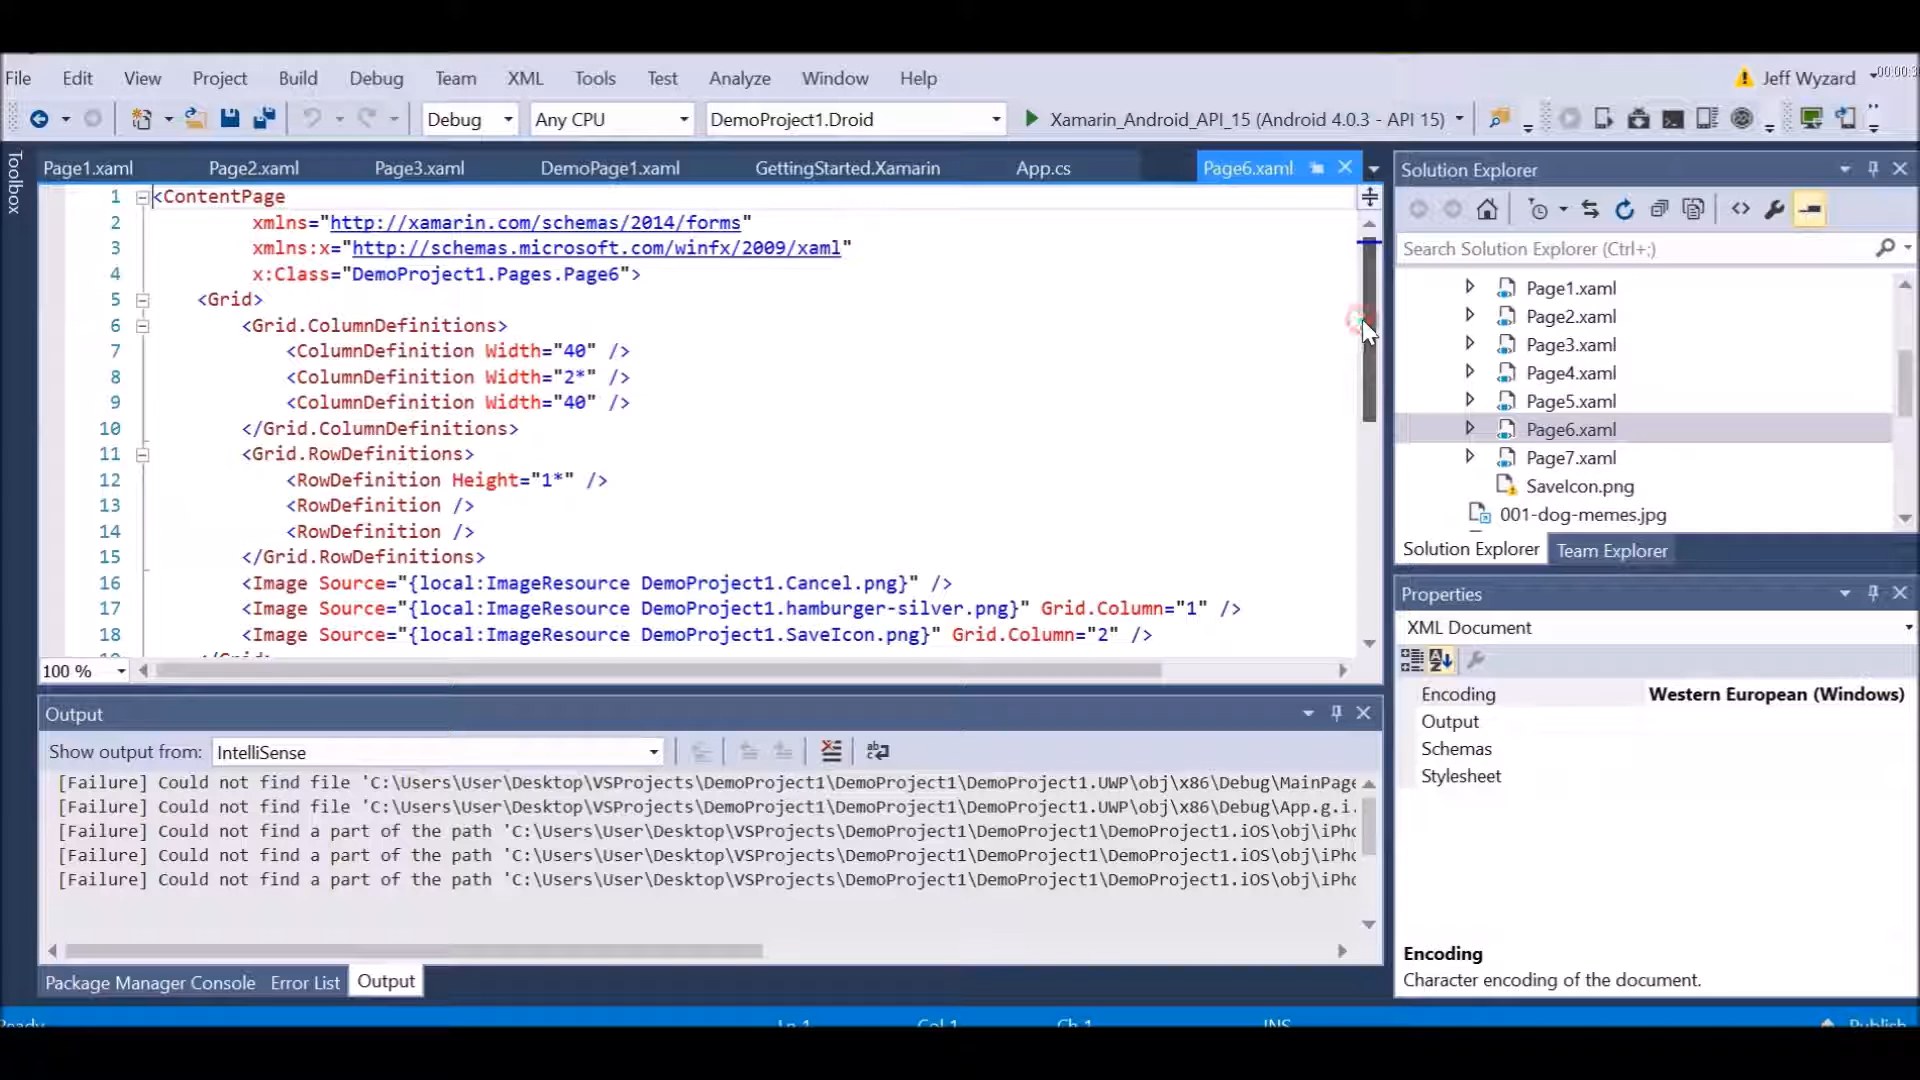 File Edit View Project Build Debug Team XML Tools Test Analyze Window Help Jeff Wyzard 00:00:3
Debug Any CPU DemoProject1.Droid Xamarin_Android_API_15 (Android 4.0.3 - API 15)
Toolbox
Page1.xaml Page2.xaml Page3.xaml DemoPage1.xaml GettingStarted.Xamarin App.cs Page6.xaml
1 <ContentPage
2 xmlns="http://xamarin.com/schemas/2014/forms"
3 xmlns:x="http://schemas.microsoft.com/winfx/2009/xaml"
4 x:Class="DemoProject1.Pages.Page6">
5 <Grid>
6 <Grid.ColumnDefinitions>
7 <ColumnDefinition Width="40" />
8 <ColumnDefinition Width="2*" />
9 <ColumnDefinition Width="40" />
10 </Grid.ColumnDefinitions>
11 <Grid.RowDefinitions>
12 <RowDefinition Height="1*" />
13 <RowDefinition />
14 <RowDefinition />
15 </Grid.RowDefinitions>
16 <Image Source="{local:ImageResource DemoProject1.Cancel.png}" />
17 <Image Source="{local:ImageResource DemoProject1.hamburger-silver.png}" Grid.Column="1" />
18 <Image Source="{local:ImageResource DemoProject1.SaveIcon.png}" Grid.Column="2" />
100 %
Output
Show output from: IntelliSense
[Failure] Could not find file 'C:\Users\User\Desktop\VSProjects\DemoProject1\DemoProject1\DemoProject1.UWP\obj\x86\Debug\MainPage
[Failure] Could not find file 'C:\Users\User\Desktop\VSProjects\DemoProject1\DemoProject1\DemoProject1.UWP\obj\x86\Debug\App.g.i.
[Failure] Could not find a part of the path 'C:\Users\User\Desktop\VSProjects\DemoProject1\DemoProject1\DemoProject1.iOS\obj\iPho
[Failure] Could not find a part of the path 'C:\Users\User\Desktop\VSProjects\DemoProject1\DemoProject1\DemoProject1.iOS\obj\iPho
[Failure] Could not find a part of the path 'C:\Users\User\Desktop\VSProjects\DemoProject1\DemoProject1\DemoProject1.iOS\obj\iPho
Package Manager Console Error List Output
Solution Explorer
Search Solution Explorer (Ctrl+;)
Page1.xaml
Page2.xaml
Page3.xaml
Page4.xaml
Page5.xaml
Page6.xaml
Page7.xaml
SaveIcon.png
001-dog-memes.jpg
Solution Explorer Team Explorer
Properties
XML Document
Encoding Western European (Windows)
Output
Schemas
Stylesheet
Encoding
Character encoding of the document.